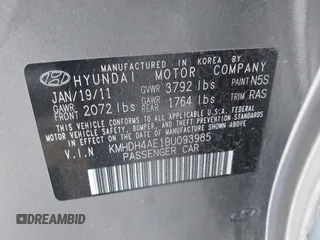 MANUFACTURED IN KOREA BY
HYUNDAI MOTOR COMPANY
JAN/19/11 GVWR 3792 lbs PAINT N5S
GAWR FRONT 2072 lbs GAWR REAR 1764 lbs TRIM RAS
THIS VEHICLE CONFORMS TO ALL APPLICABLE U.S.A. FEDERAL
MOTOR VEHICLE SAFETY, BUMPER, AND THEFT PREVENTION
STANDARDS IN EFFECT ON THE DATE OF MANUFACTURE SHOWN ABOVE.
V.I.N KMHDH4AE1BU093985
PASSENGER CAR
DREAMBID